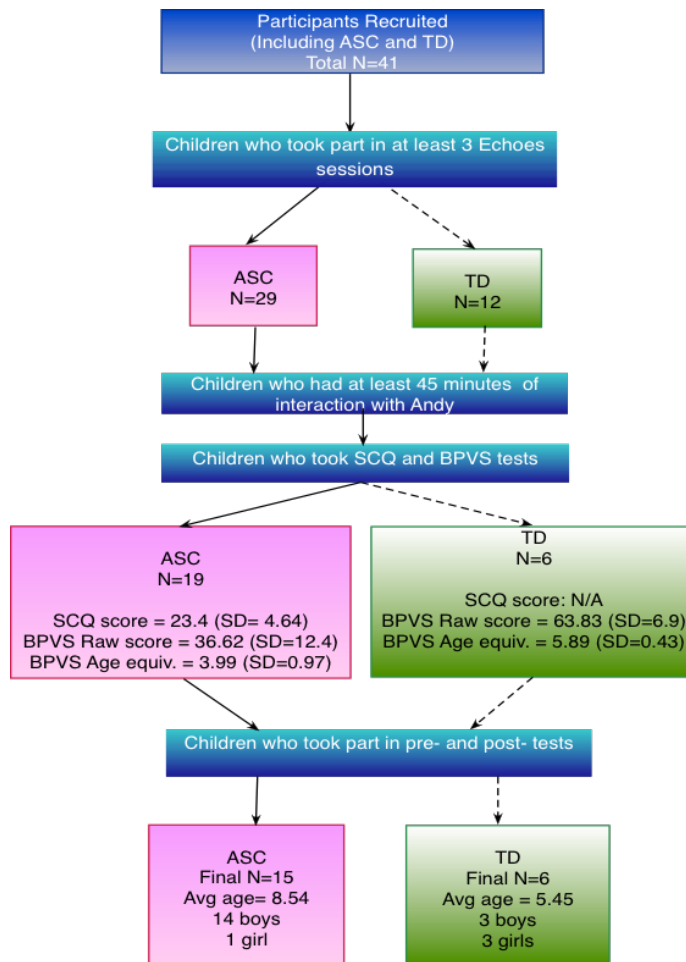 Participants Recruited
(Including ASC and TD)
Total N=41
Children who took part in at least 3 Echoes
sessions
ASC
N=29
TD
N=12
Children who had at least 45 minutes of
interaction with Andy
Children who took SCQ and BPVS tests
ASC
N=19
SCQ score = 23.4 (SD= 4.64)
BPVS Raw score = 36.62 (SD=12.4)
BPVS Age equiv. = 3.99 (SD=0.97)
TD
N=6
SCQ score: N/A
BPVS Raw score = 63.83 (SD=6.9)
BPVS Age equiv. = 5.89 (SD=0.43)
Children who took part in pre- and post- tests
ASC
Final N=15
Avg age= 8.54
14 boys
1 girl
TD
Final N=6
Avg age = 5.45
3 boys
3 girls